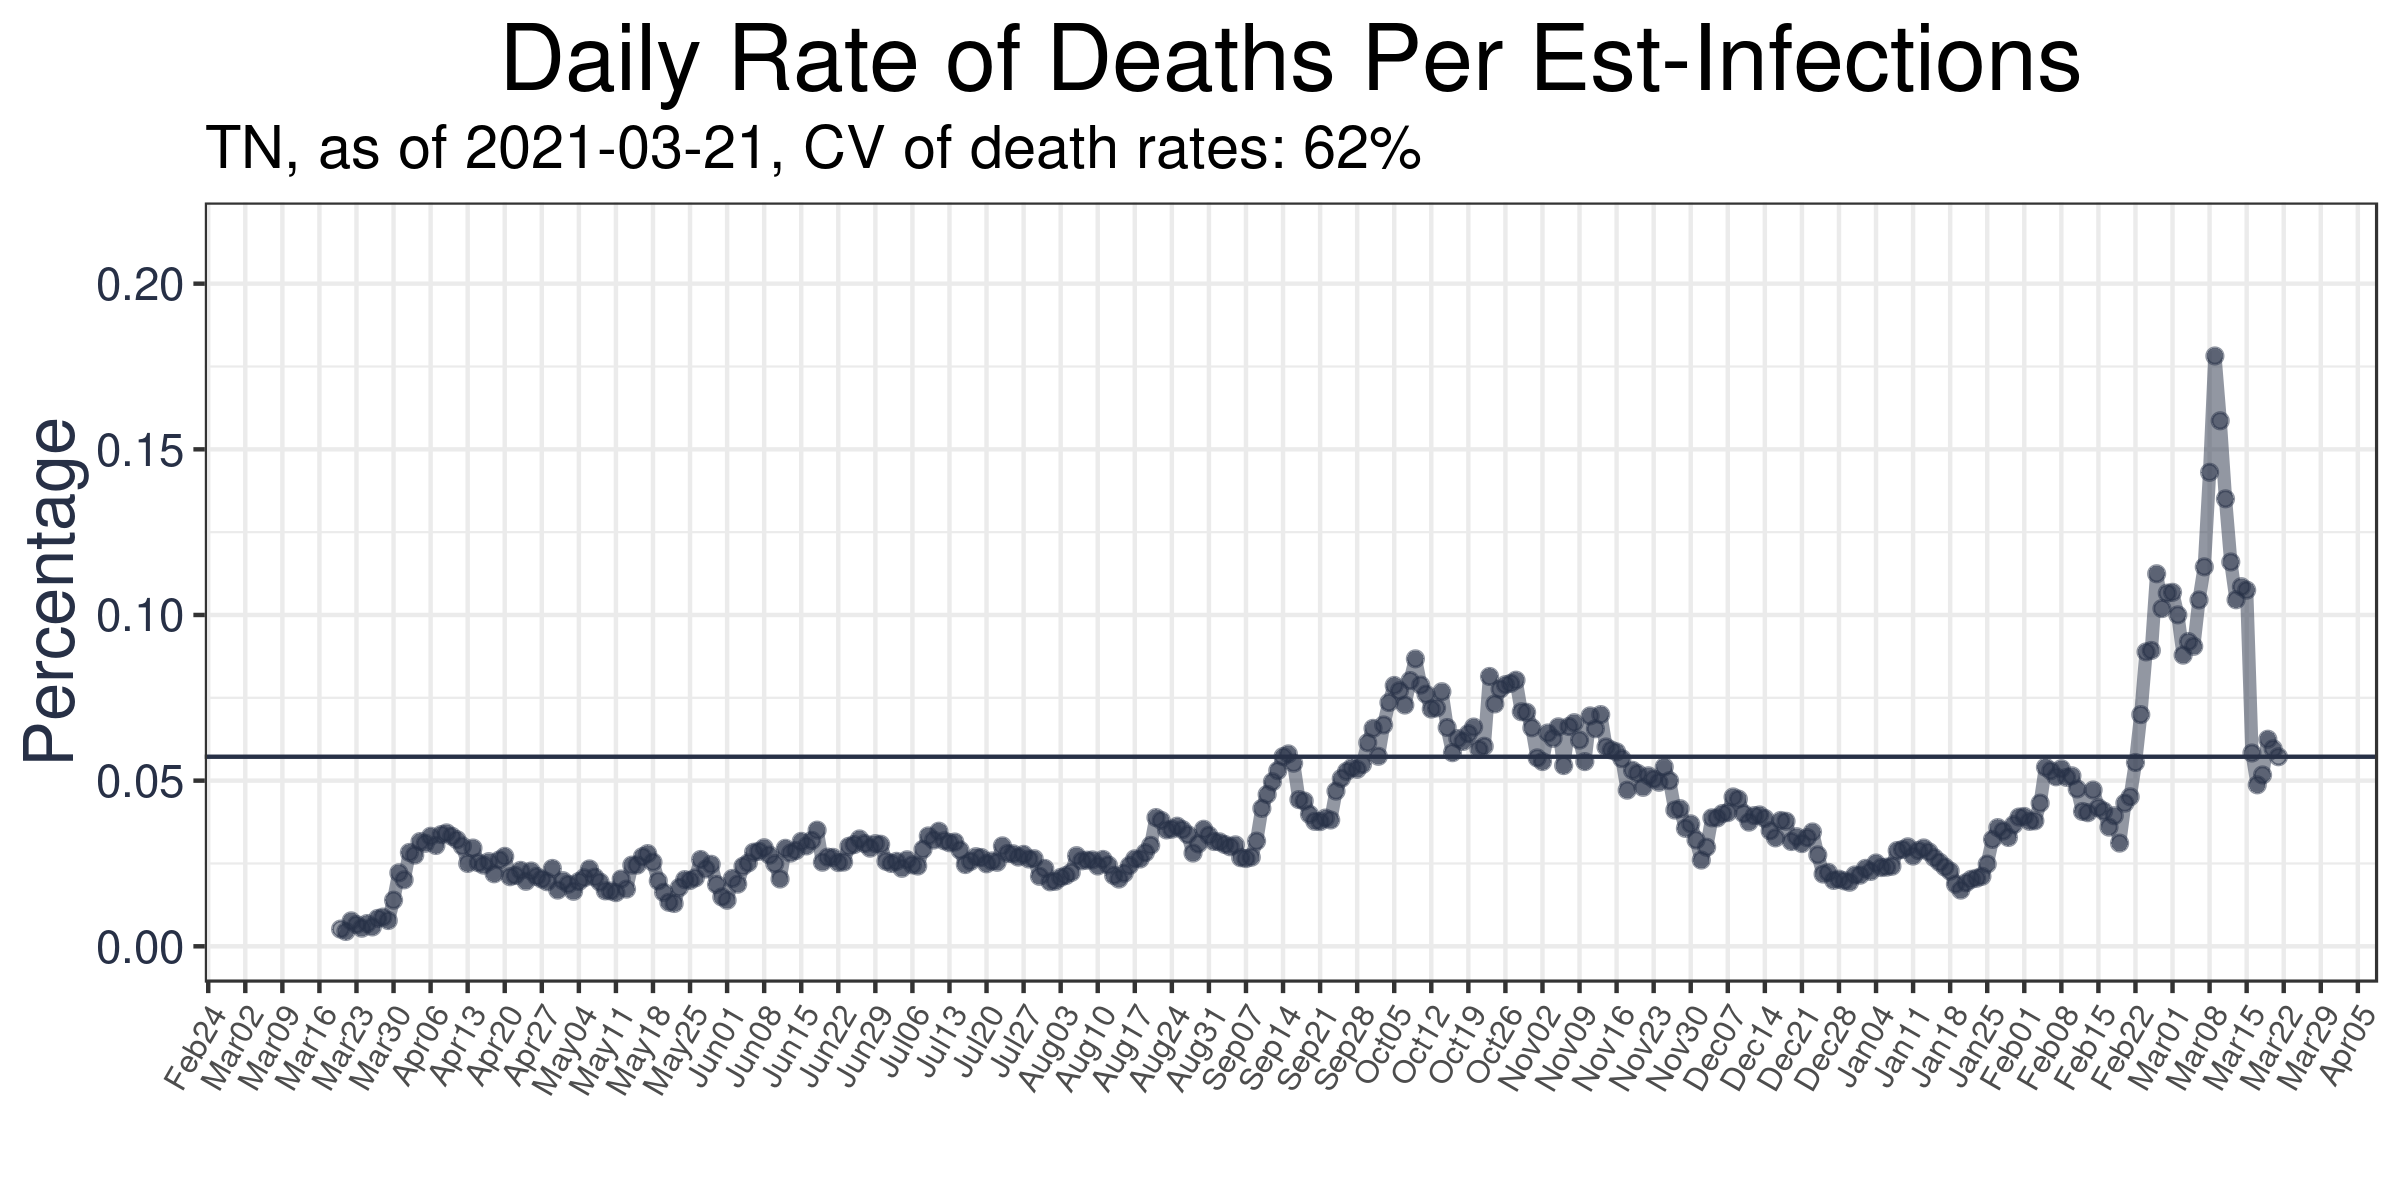 Daily Rate of Deaths Per Est-Infections
TN, as of 2021-03-21, CV of death rates: 62%
Percentage
0.20
0.15
0.10
0.05
0.00
Feb24
Mar02
Mar09
Mar16
Mar23
Mar30
Apr06
Apr13
Apr20
Apr27
May04
May11
May18
May25
Jun01
Jun08
Jun15
Jun22
Jun29
Jul06
Jul13
Jul20
Jul27
Aug03
Aug10
Aug17
Aug24
Aug31
Sep07
Sep14
Sep21
Sep28
Oct05
Oct12
Oct19
Oct26
Nov02
Nov09
Nov16
Nov23
Nov30
Dec07
Dec14
Dec21
Dec28
Jan04
Jan11
Jan18
Jan25
Feb01
Feb08
Feb15
Feb22
Mar01
Mar08
Mar15
Mar22
Mar29
Apr05